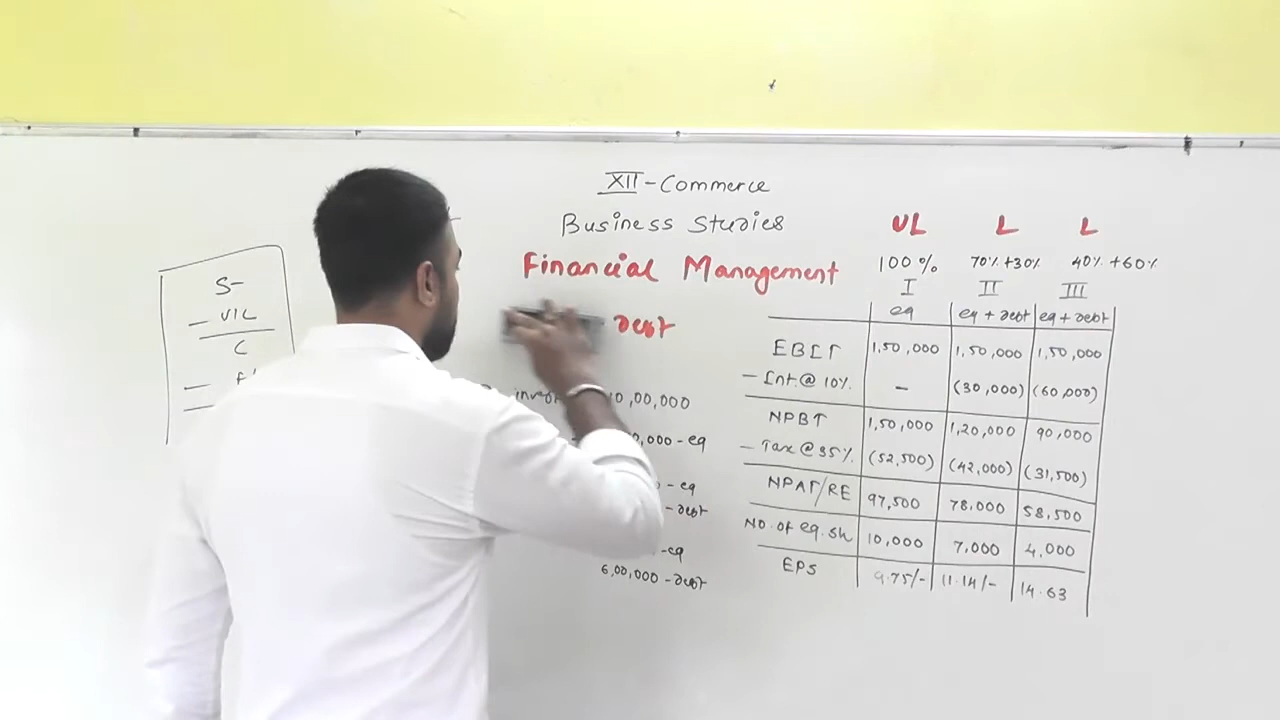 XII-Commerce
Business Studies
Financial Management
debt
10,00,000
000-eq
-eq
-debt
-eq
6,00,000-debt
S-
- V/L
C
UL L L
100% 70%+30% 40%+60%
I II III
eq eq+debt eq+debt
EBIT 1,50,000 1,50,000 1,50,000
- Int.@10%. - (30,000) (60,000)
NPBT 1,50,000 1,20,000 90,000
- Tax@35%. (52,500) (42,000) (31,500)
NPAT/RE 97,500 78,000 58,500
No.of eq.sh 10,000 7,000 4,000
EPS 9.75/- 11.14/- 14.63